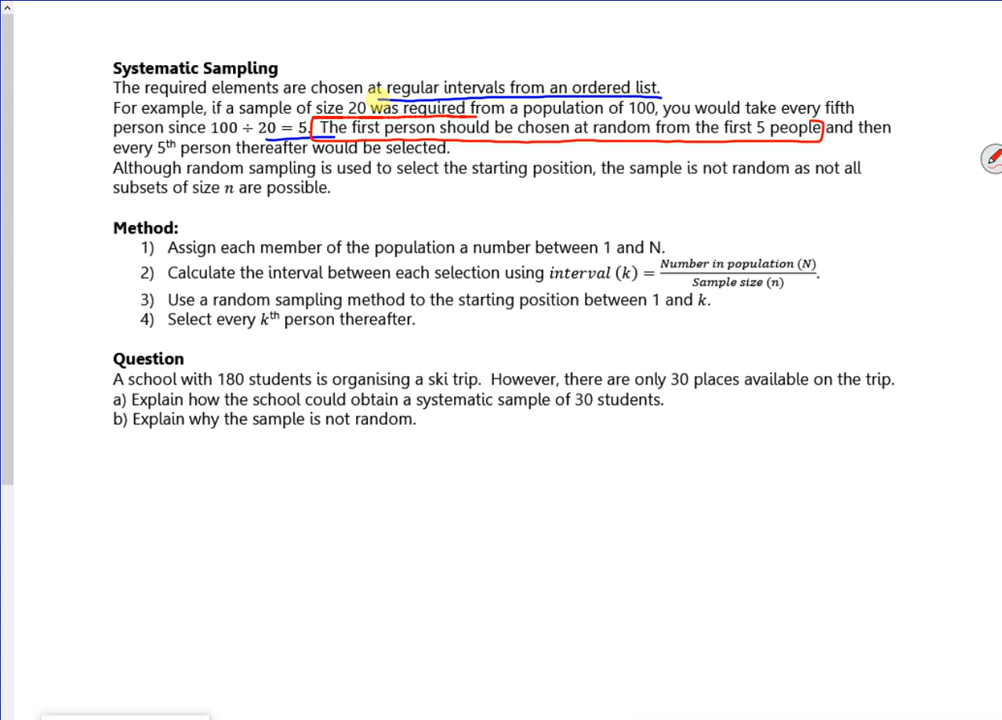 Systematic Sampling
The required elements are chosen at regular intervals from an ordered list.
For example, if a sample of size 20 was required from a population of 100, you would take every fifth
person since 100 ÷ 20 = 5. The first person should be chosen at random from the first 5 people and then
every 5th person thereafter would be selected.
Although random sampling is used to select the starting position, the sample is not random as not all
subsets of size n are possible.
Method:
1) Assign each member of the population a number between 1 and N.
2) Calculate the interval between each selection using interval (k) = Number in population (N) / Sample size (n).
3) Use a random sampling method to the starting position between 1 and k.
4) Select every kth person thereafter.
Question
A school with 180 students is organising a ski trip. However, there are only 30 places available on the trip.
a) Explain how the school could obtain a systematic sample of 30 students.
b) Explain why the sample is not random.